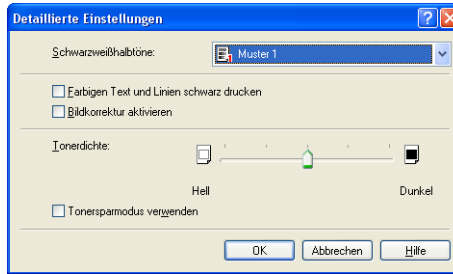 Detaillierte Einstellungen
Schwarzweißhalbtöne: Muster 1
Farbigen Text und Linien schwarz drucken
Bildkorrektur aktivieren
Tonerdichte:
Hell Dunkel
Tonersparmodus verwenden
OK Abbrechen Hilfe